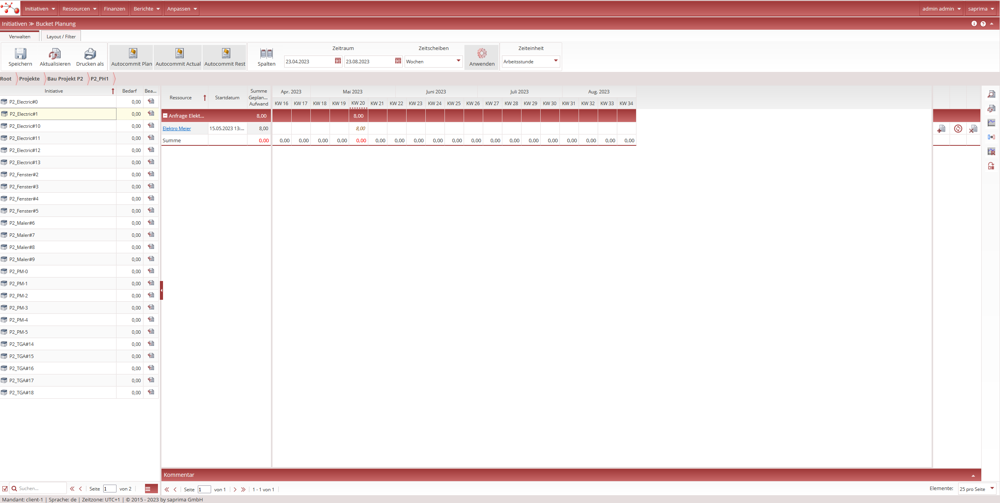 Initiativen Ressourcen Finanzen Berichte Anpassen admin admin saprima
Initiativen ≫ Bucket Planung
Verwalten Layout / Filter
Zeitraum Zeitscheiben Zeiteinheit
23.04.2023 23.08.2023 Wochen Arbeitsstunde
Speichern Aktualisieren Drucken als Autocommit Plan Autocommit Actual Autocommit Rest Spalten Anwenden
Root Projekte Bau Projekt P2 P2_PH1
Initiative Bedarf Bea...
P2_Electric#0 0,00
P2_Electric#1 0,00
P2_Electric#10 0,00
P2_Electric#11 0,00
P2_Electric#12 0,00
P2_Electric#13 0,00
P2_Fenster#2 0,00
P2_Fenster#3 0,00
P2_Fenster#4 0,00
P2_Fenster#5 0,00
P2_Maler#6 0,00
P2_Maler#7 0,00
P2_Maler#8 0,00
P2_Maler#9 0,00
P2_PM-0 0,00
P2_PM-1 0,00
P2_PM-2 0,00
P2_PM-3 0,00
P2_PM-4 0,00
P2_PM-5 0,00
P2_TGA#14 0,00
P2_TGA#15 0,00
P2_TGA#16 0,00
P2_TGA#17 0,00
P2_TGA#18 0,00
Suchen... Seite 1 von 2
Ressource Startdatum Summe Geplan... Aufwand
Apr. 2023 Mai 2023 Juni 2023 Juli 2023 Aug. 2023
KW 16 KW 17 KW 18 KW 19 KW 20 KW 21 KW 22 KW 23 KW 24 KW 25 KW 26 KW 27 KW 28 KW 29 KW 30 KW 31 KW 32 KW 33 KW 34
Anfrage Elekt... 8,00 8,00
Elektro Meier 15.05.2023 13:... 8,00 8,00
Summe 0,00 0,00 0,00 0,00 0,00 0,00 0,00 0,00 0,00 0,00 0,00 0,00 0,00 0,00 0,00 0,00 0,00 0,00 0,00 0,00
Kommentar
Seite 1 von 1 1 - 1 von 1 Elemente: 25 pro Seite
Mandant: client-1 | Sprache: de | Zeitzone: UTC+1 | © 2015 - 2023 by saprima GmbH